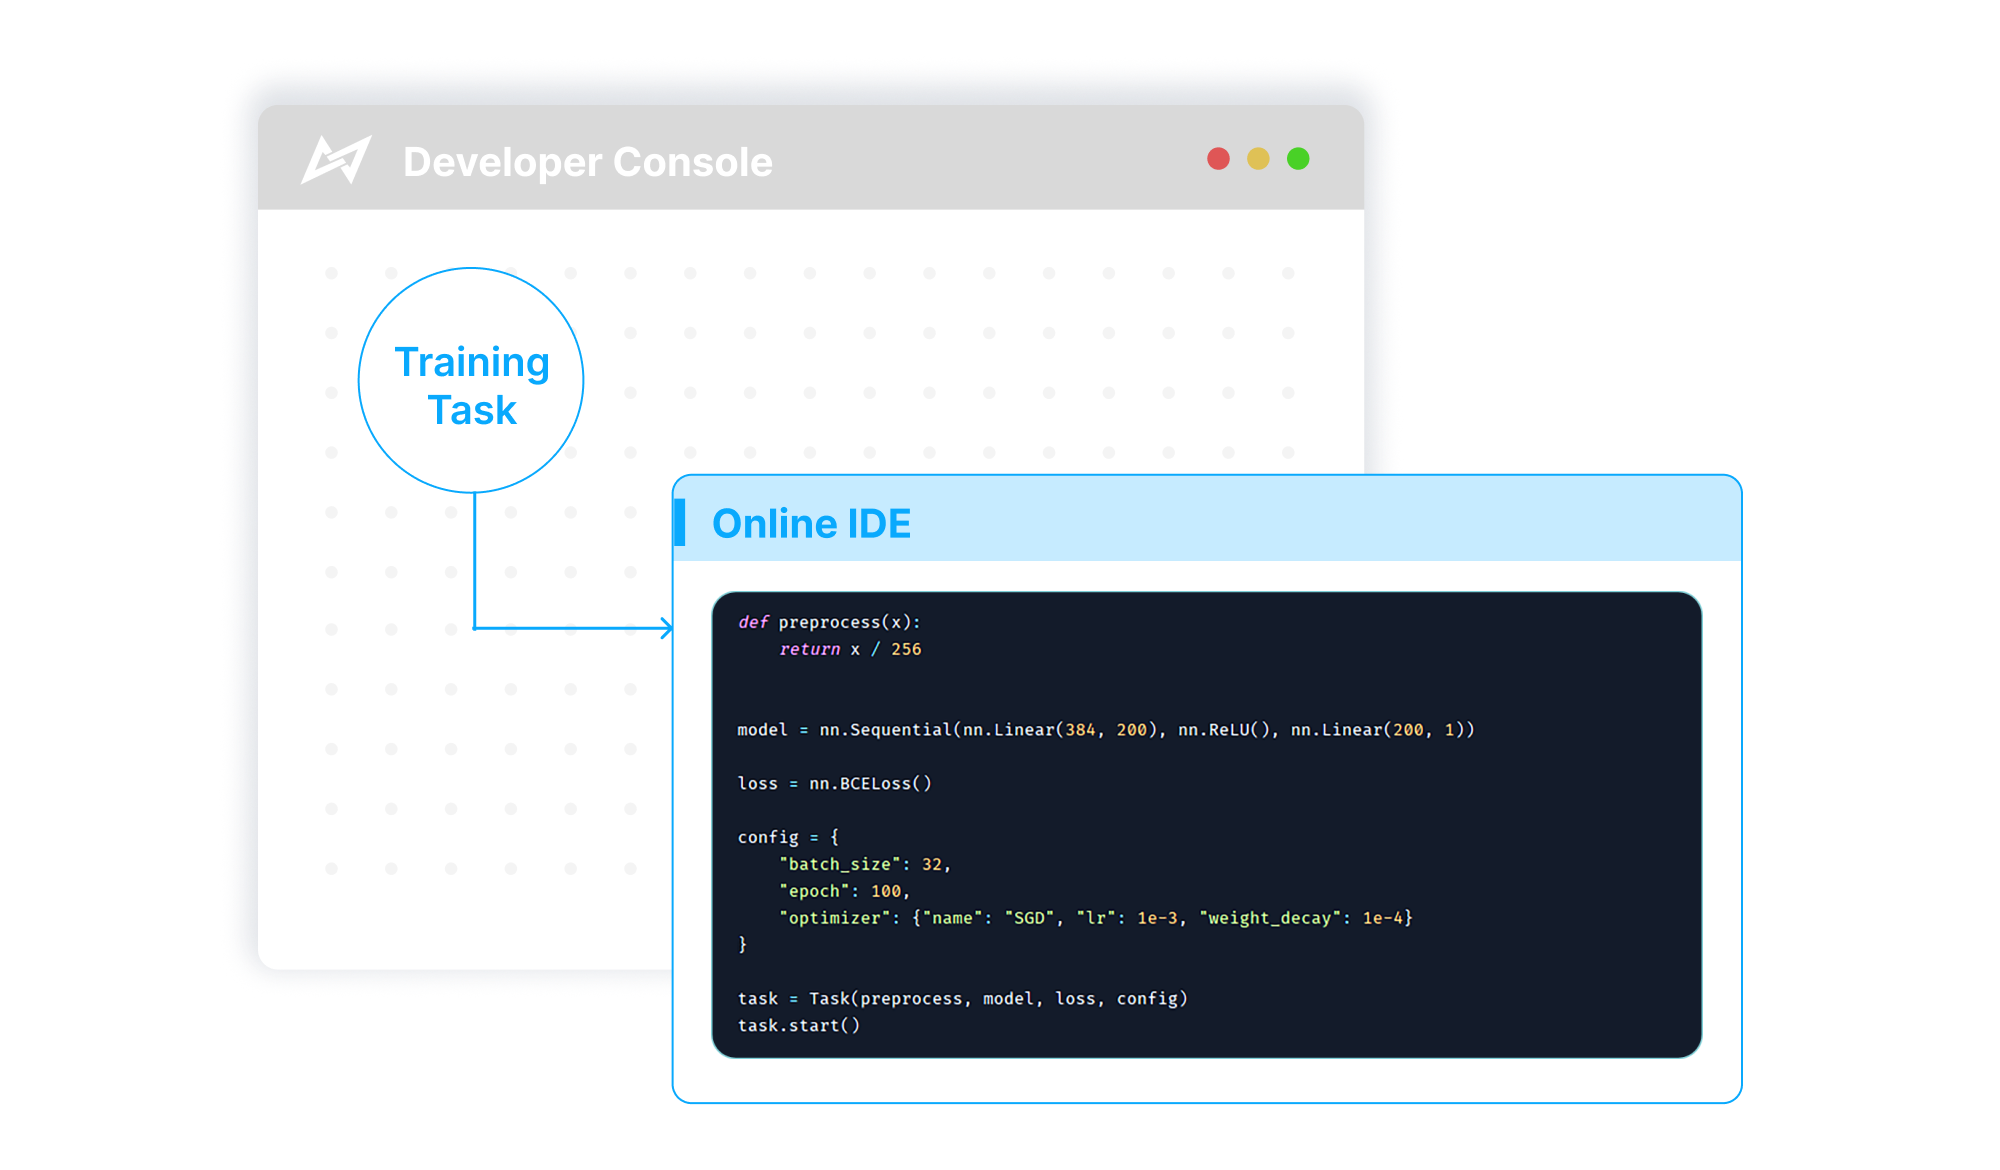 Developer Console
Training
Task
Online IDE
def preprocess(x):
    return x / 256
model = nn.Sequential(nn.Linear(384, 200), nn.ReLU(), nn.Linear(200, 1))
loss = nn.BCELoss()
config = {
    "batch_size": 32,
    "epoch": 100,
    "optimizer": {"name": "SGD", "lr": 1e-3, "weight_decay": 1e-4}
}
task = Task(preprocess, model, loss, config)
task.start()